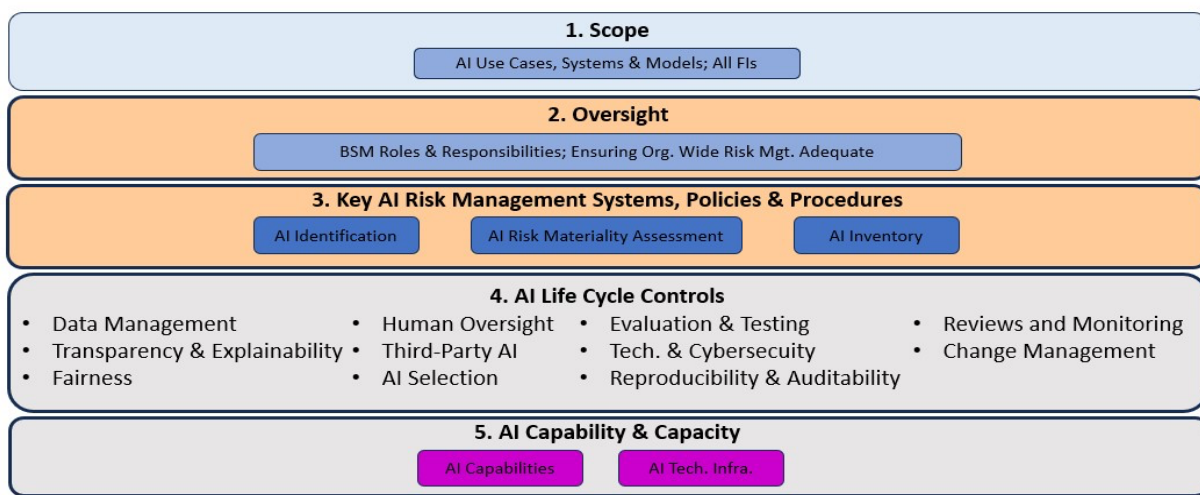 1. Scope
AI Use Cases, Systems & Models; All FIs
2. Oversight
BSM Roles & Responsibilities; Ensuring Org. Wide Risk Mgt. Adequate
3. Key AI Risk Management Systems, Policies & Procedures
AI Identification
AI Risk Materiality Assessment
AI Inventory
4. AI Life Cycle Controls
• Data Management
• Transparency & Explainability
• Fairness
• Human Oversight
• Third-Party AI
• AI Selection
• Evaluation & Testing
• Tech. & Cybersecuity
• Reproducibility & Auditability
• Reviews and Monitoring
• Change Management
5. AI Capability & Capacity
AI Capabilities
AI Tech. Infra.